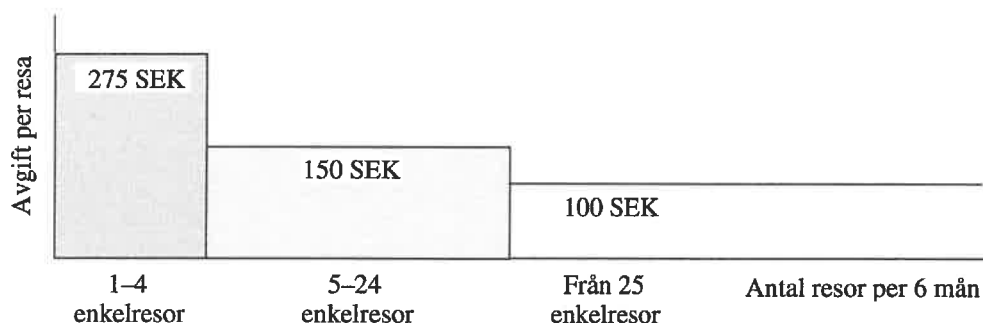 Avgift per resa
275 SEK
150 SEK
100 SEK
1–4
enkelresor
5–24
enkelresor
Från 25
enkelresor
Antal resor per 6 mån